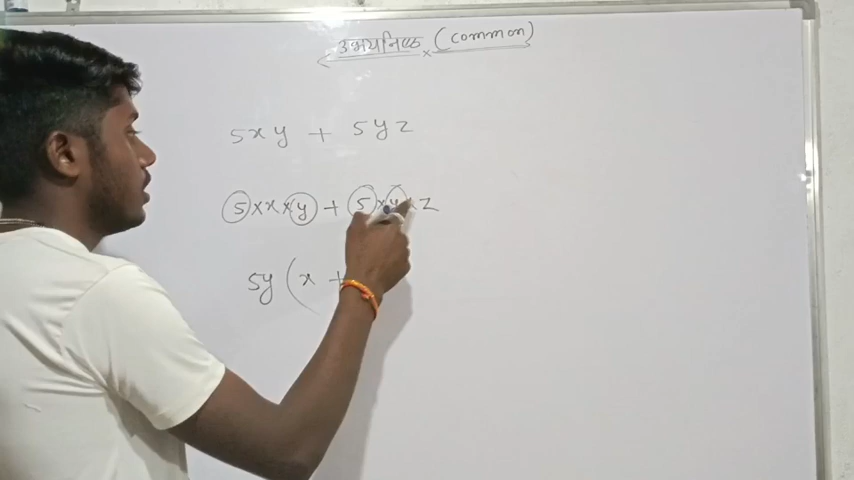 उभयनिष्ठ (common)
5xy + 5yz
5×x×y + 5×y×z
5y (x +